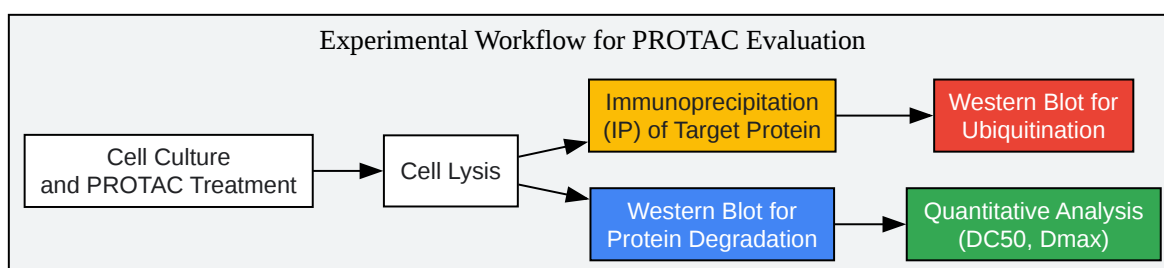 Experimental Workflow for PROTAC Evaluation
Cell Culture
and PROTAC Treatment
Cell Lysis
Immunoprecipitation
(IP) of Target Protein
Western Blot for
Ubiquitination
Western Blot for
Protein Degradation
Quantitative Analysis
(DC50, Dmax)